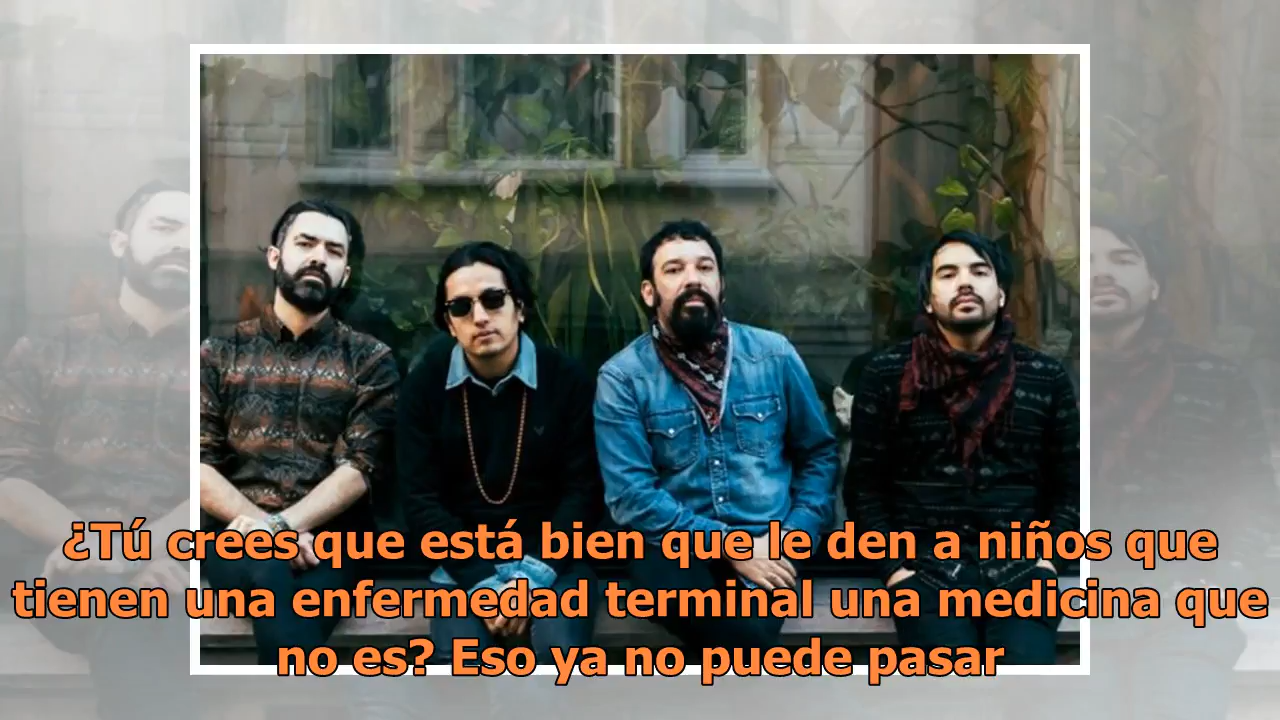 ¿Tú crees que está bien que le den a niños que
tienen una enfermedad terminal una medicina que
no es? Eso ya no puede pasar